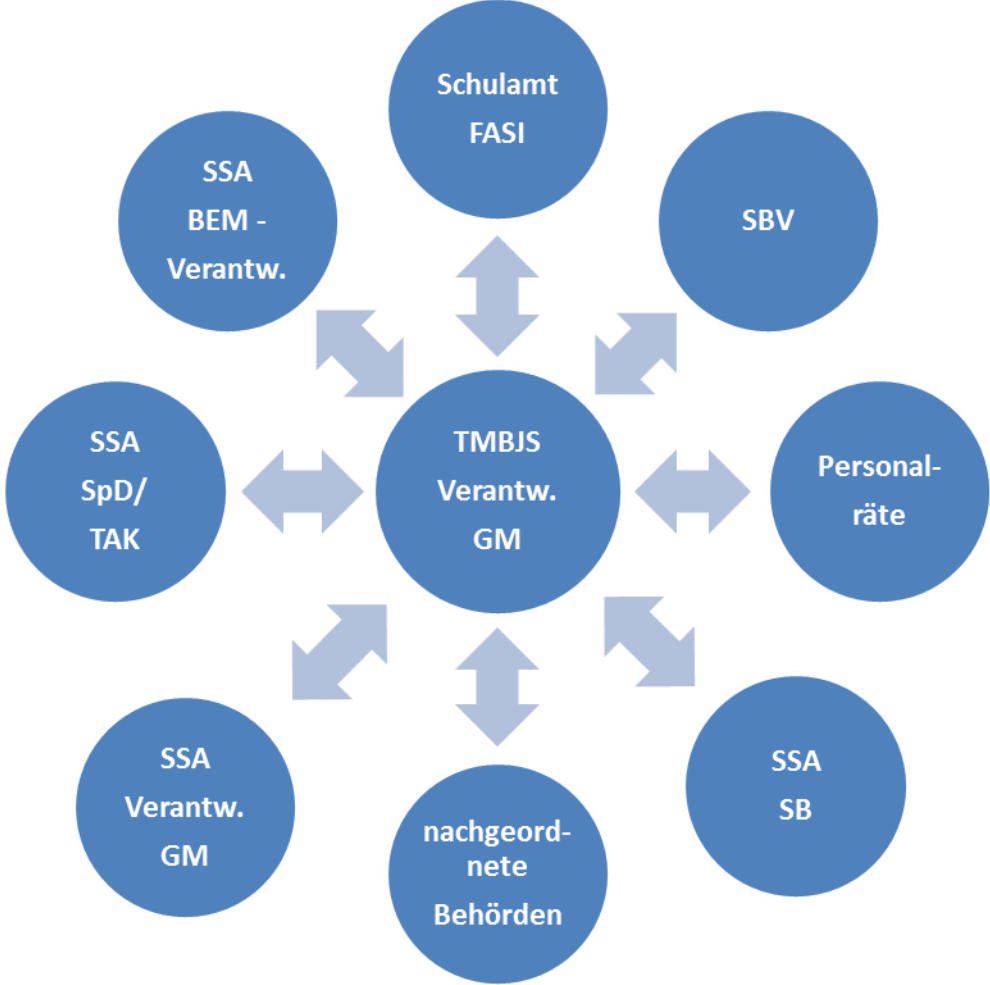 Schulamt
FASI
SSA
BEM -
Verantw.
SBV
SSA
SpD/
TAK
TMBJS
Verantw.
GM
Personal-
räte
SSA
Verantw.
GM
nachgeord-
nete
Behörden
SSA
SB